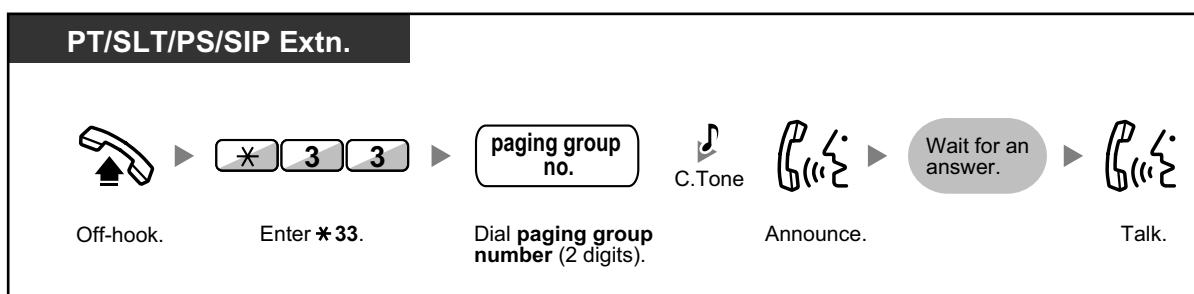 PT/SLT/PS/SIP Extn.
Off-hook.
* 3 3
Enter * 33.
paging group
no.
Dial paging group
number (2 digits).
C.Tone
Announce.
Wait for an
answer.
Talk.